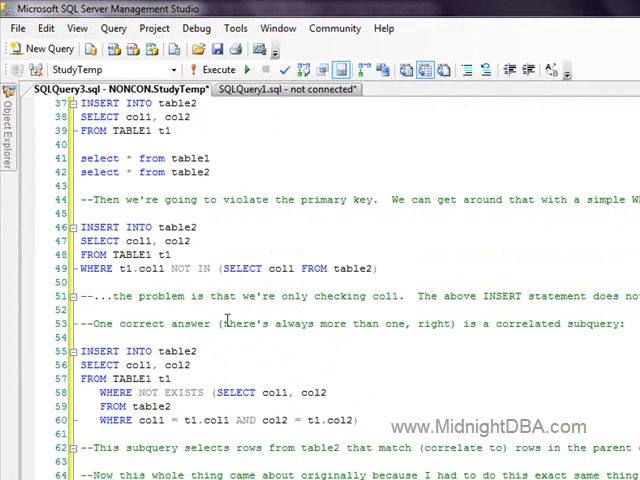 Microsoft SQL Server Management Studio
File Edit View Query Project Debug Tools Window Community Help
New Query
StudyTemp Execute
SQLQuery3.sql - NONCON.StudyTemp* SQLQuery1.sql - not connected*
Object Explorer
37 INSERT INTO table2
38 SELECT col1, col2
39 FROM TABLE1 t1
40
41 select * from table1
42 select * from table2
43
44 --Then we're going to violate the primary key.  We can get around that with a simple
45
46 INSERT INTO table2
47 SELECT col1, col2
48 FROM TABLE1 t1
49 WHERE t1.col1 NOT IN (SELECT col1 FROM table2)
50
51 --...the problem is that we're only checking col1.  The above INSERT statement does
52
53 --One correct answer (there's always more than one, right) is a correlated subquery:
54
55 INSERT INTO table2
56 SELECT col1, col2
57 FROM TABLE1 t1
58 WHERE NOT EXISTS (SELECT col1, col2
59 FROM table2
60 WHERE col1 = t1.col1 AND col2 = t1.col2)
www.MidnightDBA.com
61
62 --This subquery selects rows from table2 that match (correlate to) rows in the parent
63
64 --Now this whole thing came about originally because I had to do this exact same thing